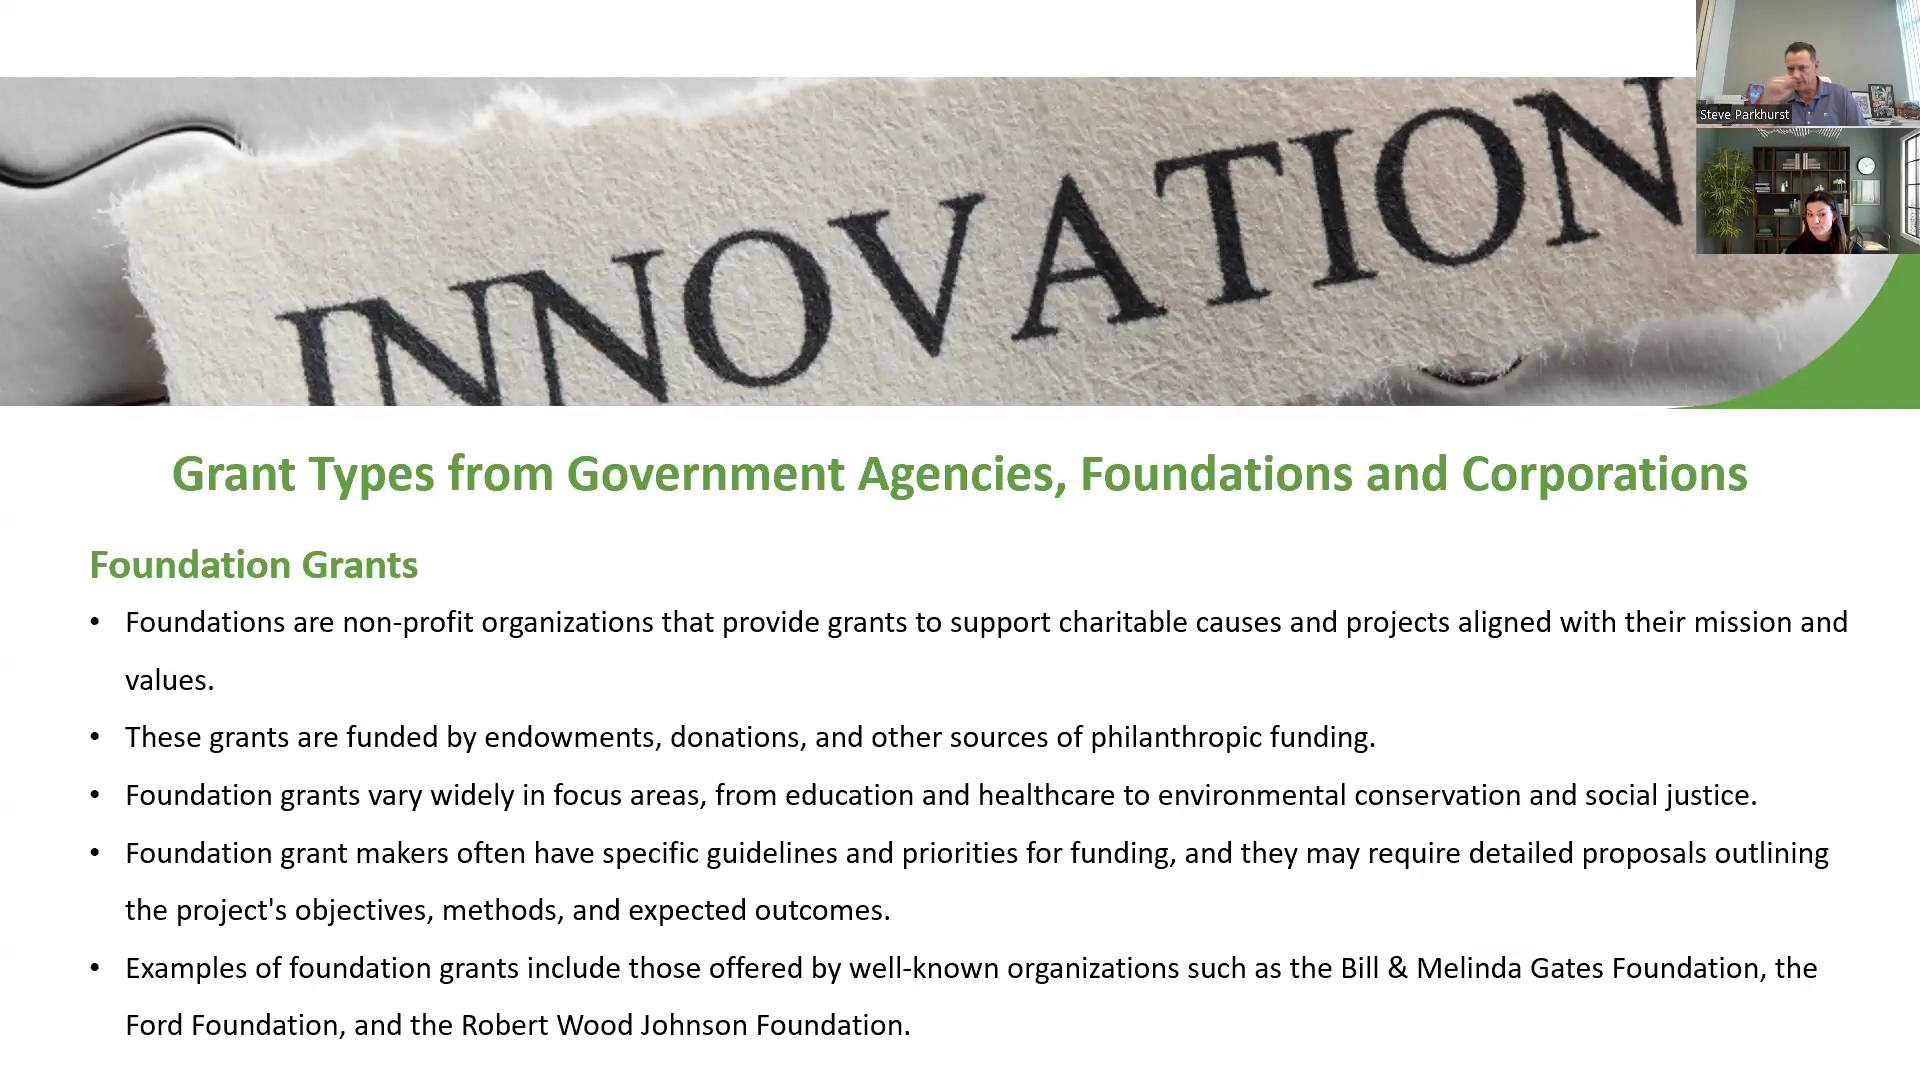 INNOVATION
Steve Parkhurst
Grant Types from Government Agencies, Foundations and Corporations
Foundation Grants
• Foundations are non-profit organizations that provide grants to support charitable causes and projects aligned with their mission and
values.
• These grants are funded by endowments, donations, and other sources of philanthropic funding.
• Foundation grants vary widely in focus areas, from education and healthcare to environmental conservation and social justice.
• Foundation grant makers often have specific guidelines and priorities for funding, and they may require detailed proposals outlining
the project's objectives, methods, and expected outcomes.
• Examples of foundation grants include those offered by well-known organizations such as the Bill & Melinda Gates Foundation, the
Ford Foundation, and the Robert Wood Johnson Foundation.